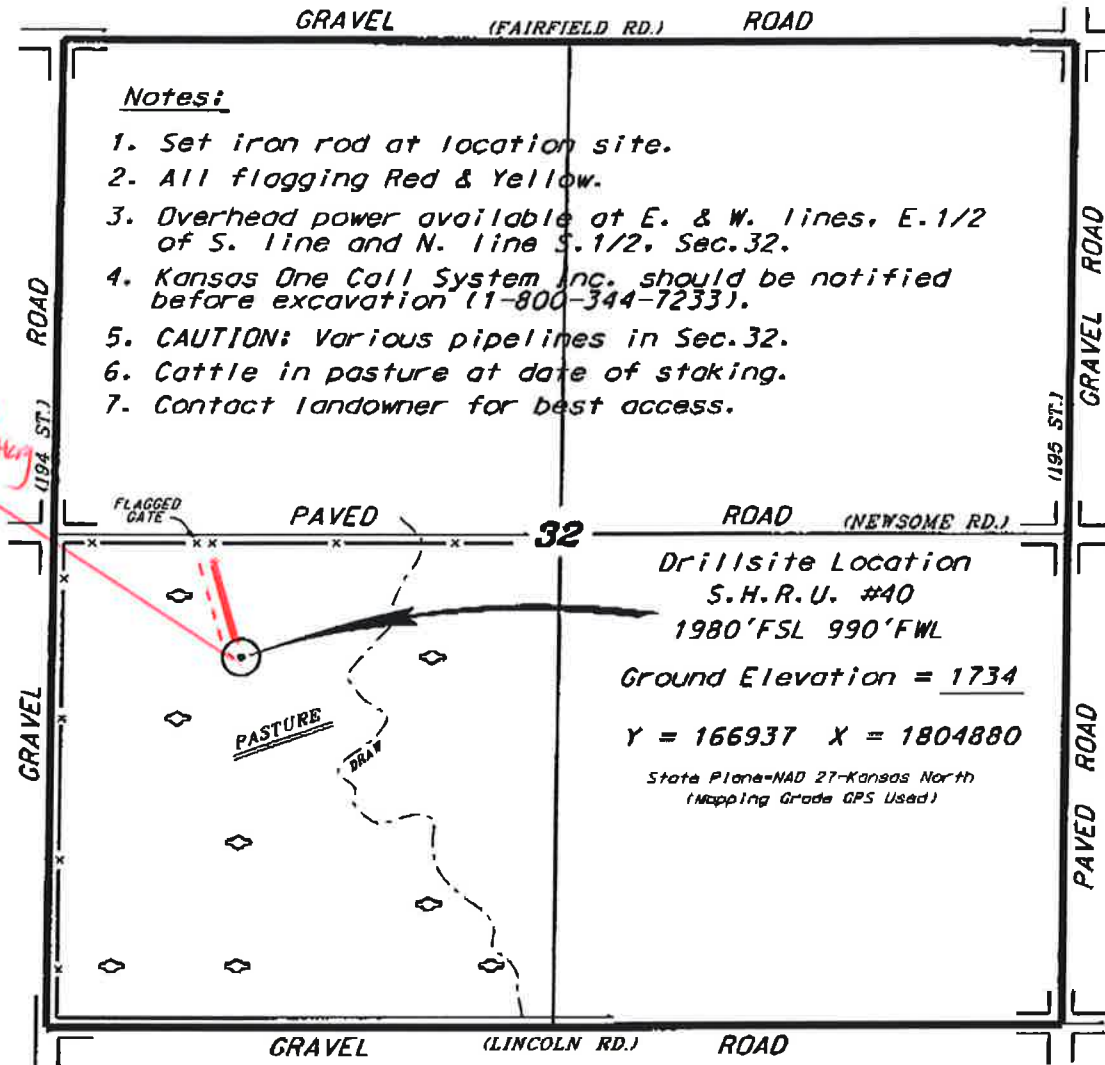 GRAVEL (FAIRFIELD RD.) ROAD
Notes:
1. Set iron rod at location site.
2. All flagging Red & Yellow.
3. Overhead power available at E. & W. lines, E.1/2
of S. line and N. line S.1/2, Sec.32.
4. Kansas One Call System Inc. should be notified
before excavation (1-800-344-7233).
5. CAUTION: Various pipelines in Sec.32.
6. Cattle in pasture at date of staking.
7. Contact landowner for best access.
ROAD
(194 ST.)
GRAVEL
GRAVEL ROAD
(195 ST.)
PAVED ROAD
FLAGGED
GATE
PAVED 32 ROAD (NEWSOME RD.)
Drillsite Location
S.H.R.U. #40
1980'FSL 990'FWL
Ground Elevation = 1734
Y = 166937 X = 1804880
State Plane-NAD 27-Kansas North
(Mapping Grade GPS Used)
PASTURE
DRAW
GRAVEL (LINCOLN RD.) ROAD